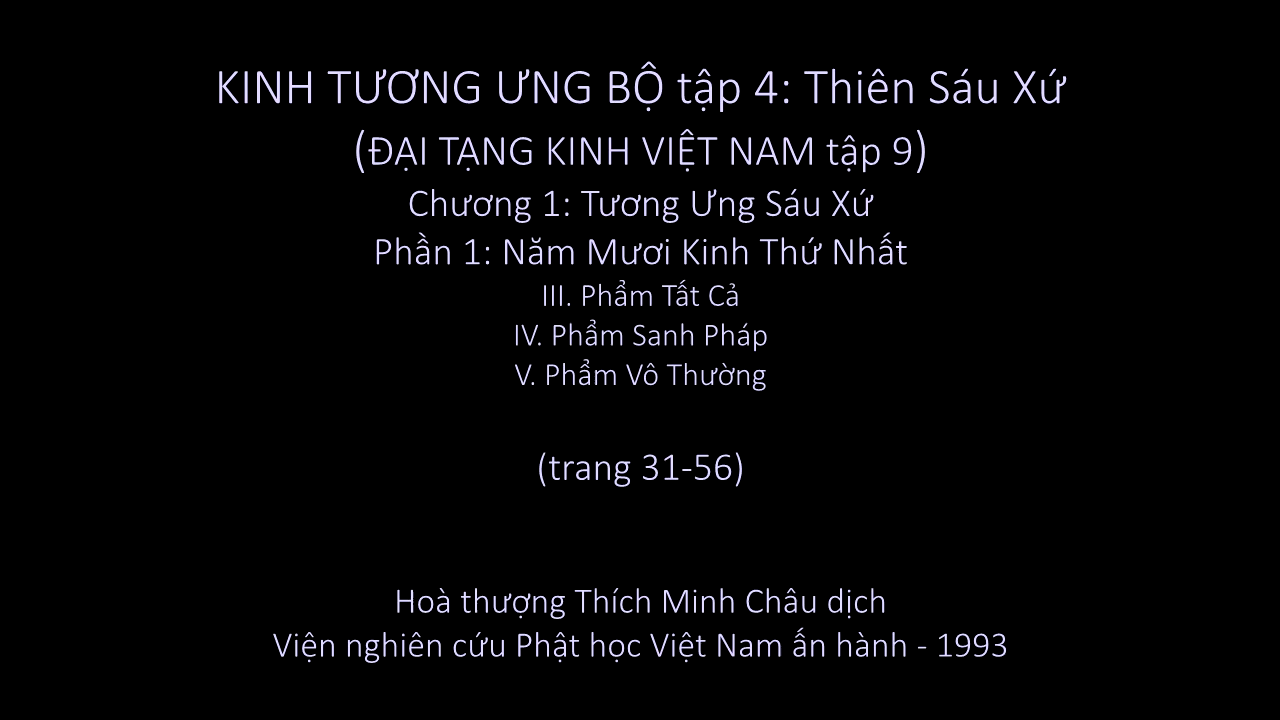 KINH TƯƠNG ƯNG BỘ tập 4: Thiên Sáu Xứ
(ĐẠI TẠNG KINH VIỆT NAM tập 9)
Chương 1: Tương Ưng Sáu Xứ
Phần 1: Năm Mươi Kinh Thứ Nhất
III. Phẩm Tất Cả
IV. Phẩm Sanh Pháp
V. Phẩm Vô Thường
(trang 31-56)
Hoà thượng Thích Minh Châu dịch
Viện nghiên cứu Phật học Việt Nam ấn hành - 1993